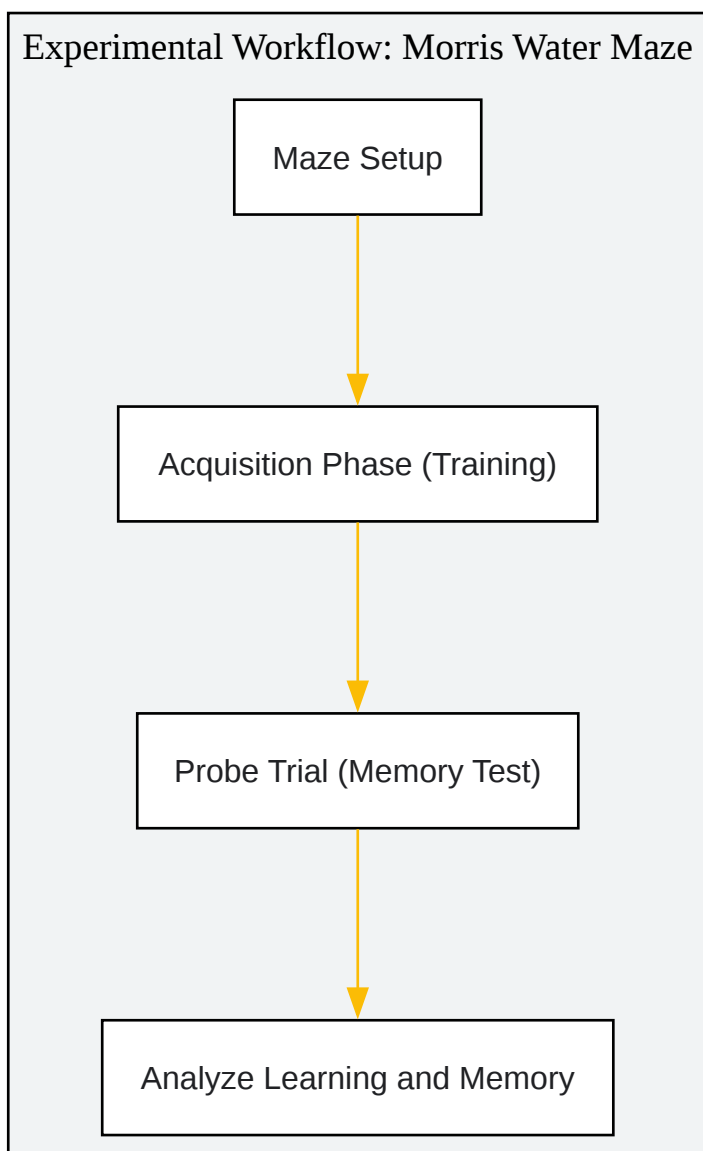 Experimental Workflow: Morris Water Maze
Maze Setup
Acquisition Phase (Training)
Probe Trial (Memory Test)
Analyze Learning and Memory